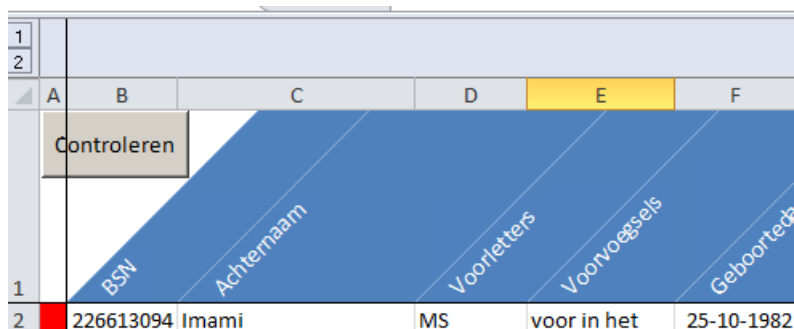 1
2
A B C D E F
Controleren
1 BSN Achternaam Voorletters Voorvoegsels
2 226613094 Imami MS voor in het 25-10-1982